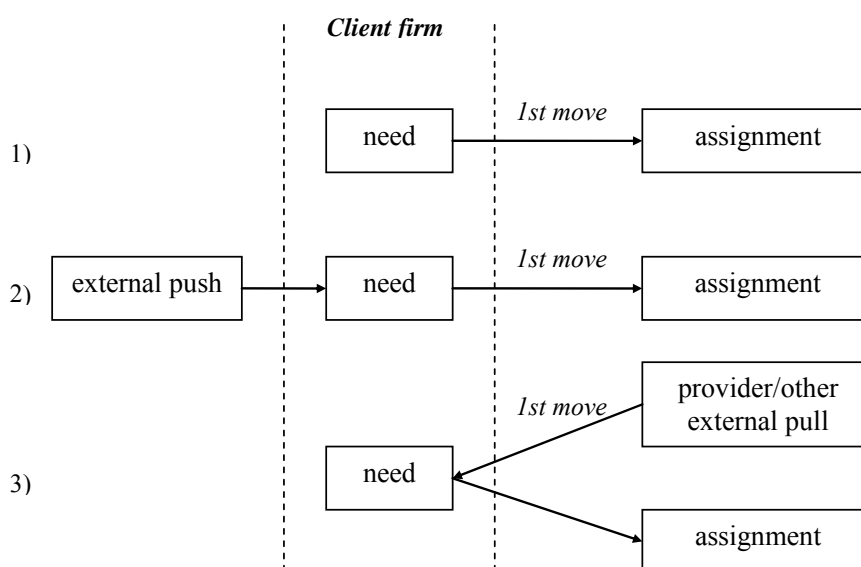 Client firm
1st move
1)
need
assignment
1st move
2)
external push
need
assignment
1st move
provider/other
external pull
3)
need
assignment